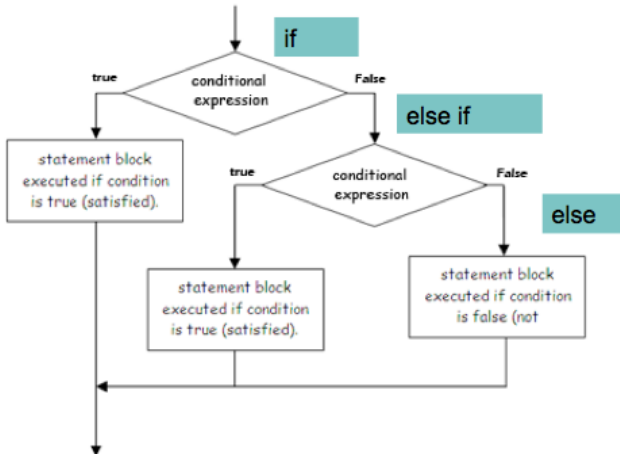 if
true
conditional
expression
False
else if
statement block
executed if condition
is true (satisfied).
true
conditional
expression
False
else
statement block
executed if condition
is true (satisfied).
statement block
executed if condition
is false (not